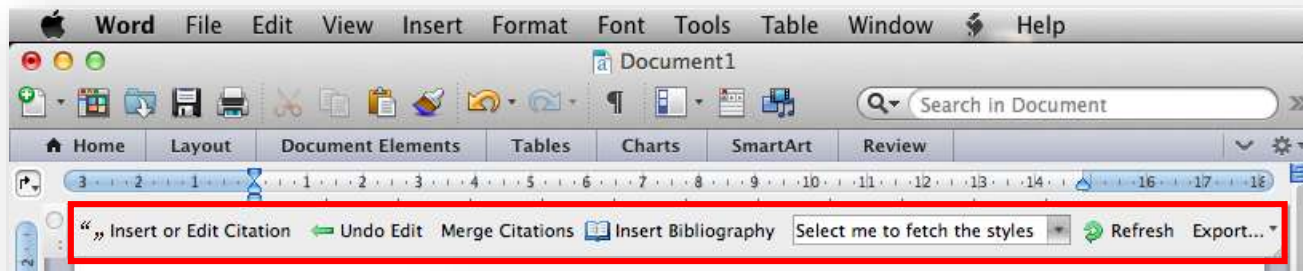 Word File Edit View Insert Format Font Tools Table Window Help
Document1
Search in Document
Home Layout Document Elements Tables Charts SmartArt Review
3 2 1 1 2 3 4 5 6 7 8 9 10 11 12 13 14 16 17 18
“ „ Insert or Edit Citation Undo Edit Merge Citations Insert Bibliography Select me to fetch the styles Refresh Export...
2